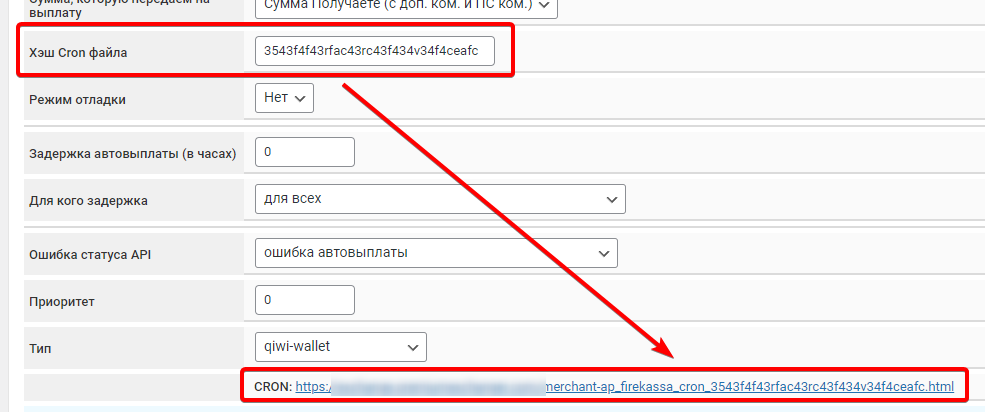 Сумма, которую передаем на
выплату
Сумма Получаете (с доп. ком. и ПС ком.)
Хэш Cron файла
3543f4f43rfac43rc43f434v34f4ceafc
Режим отладки
Нет
Задержка автовыплаты (в часах)
0
Для кого задержка
для всех
Ошибка статуса API
ошибка автовыплаты
Приоритет
0
Тип
qiwi-wallet
CRON: https:/ merchant-ap_firekassa_cron_3543f4f43rfac43rc43f434v34f4ceafc.html